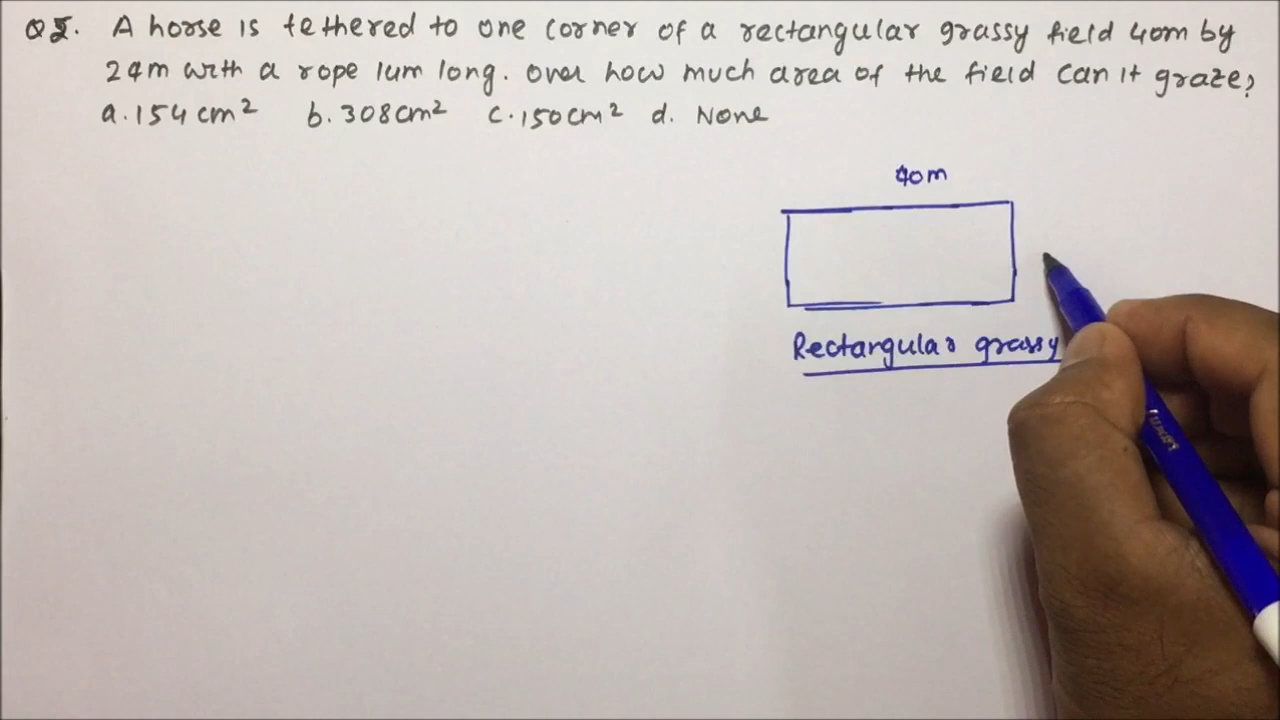 Q5. A horse is tethered to one corner of a rectangular grassy field 40m by
24m with a rope 14m long. Over how much area of the field can it graze?
a. 154 cm² b. 308 cm² c. 150 cm² d. None
40m
Rectangular grassy